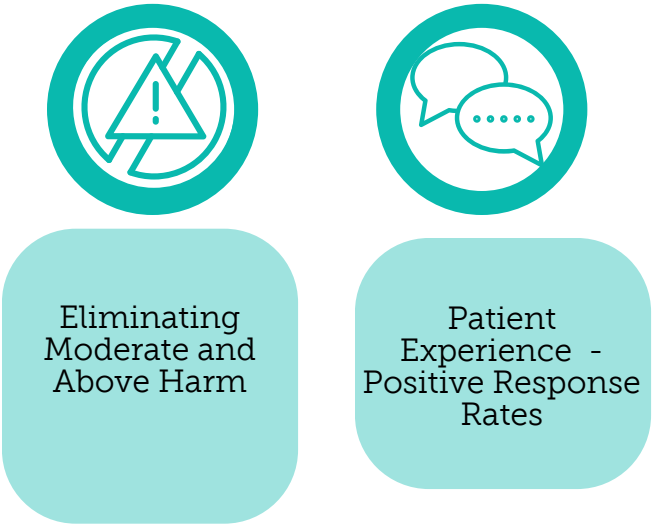 Eliminating
Moderate and
Above Harm
Patient
Experience -
Positive Response
Rates